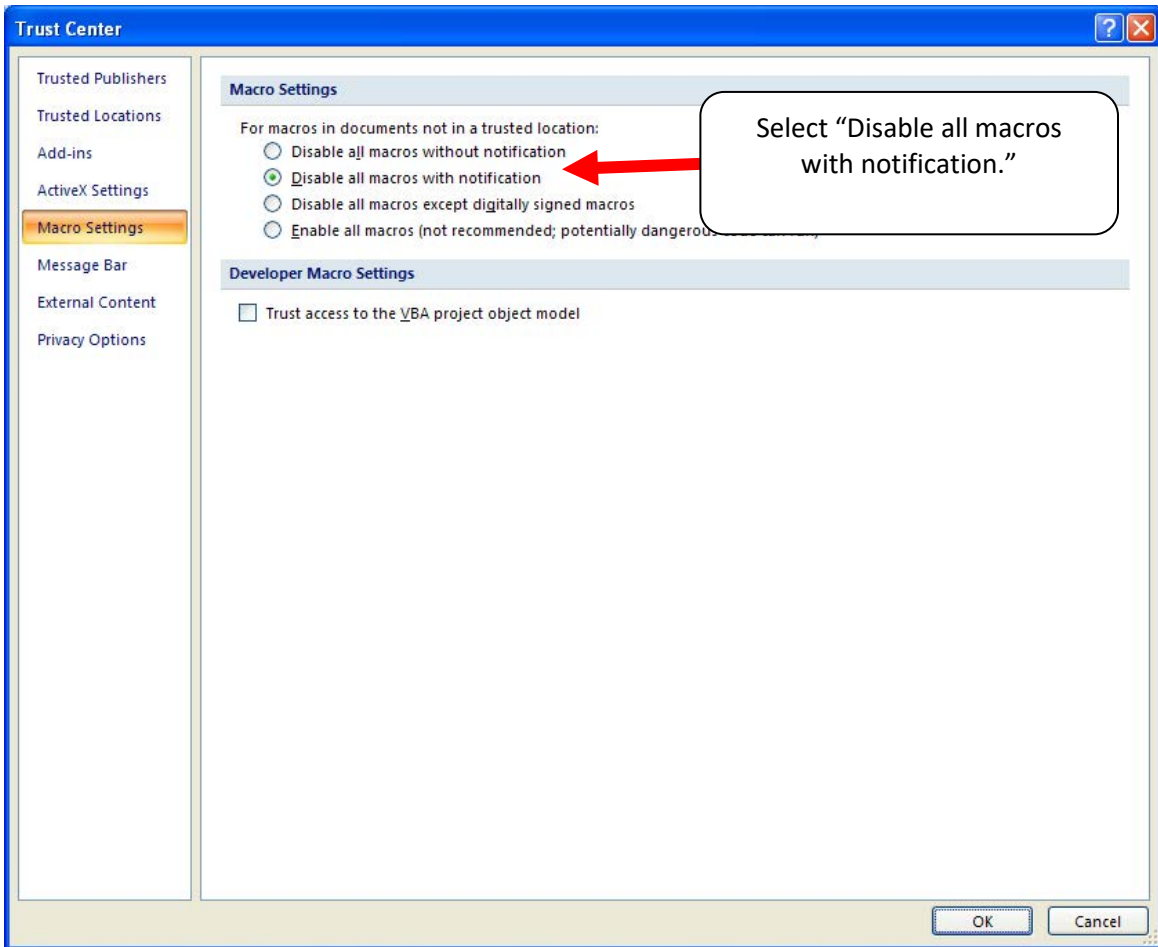 Trust Center
Trusted Publishers
Trusted Locations
Add-ins
ActiveX Settings
Macro Settings
Message Bar
External Content
Privacy Options
Macro Settings
For macros in documents not in a trusted location:
Disable all macros without notification
Disable all macros with notification
Disable all macros except digitally signed macros
Enable all macros (not recommended; potentially dangerous
Select “Disable all macros
with notification.”
Developer Macro Settings
Trust access to the VBA project object model
OK
Cancel